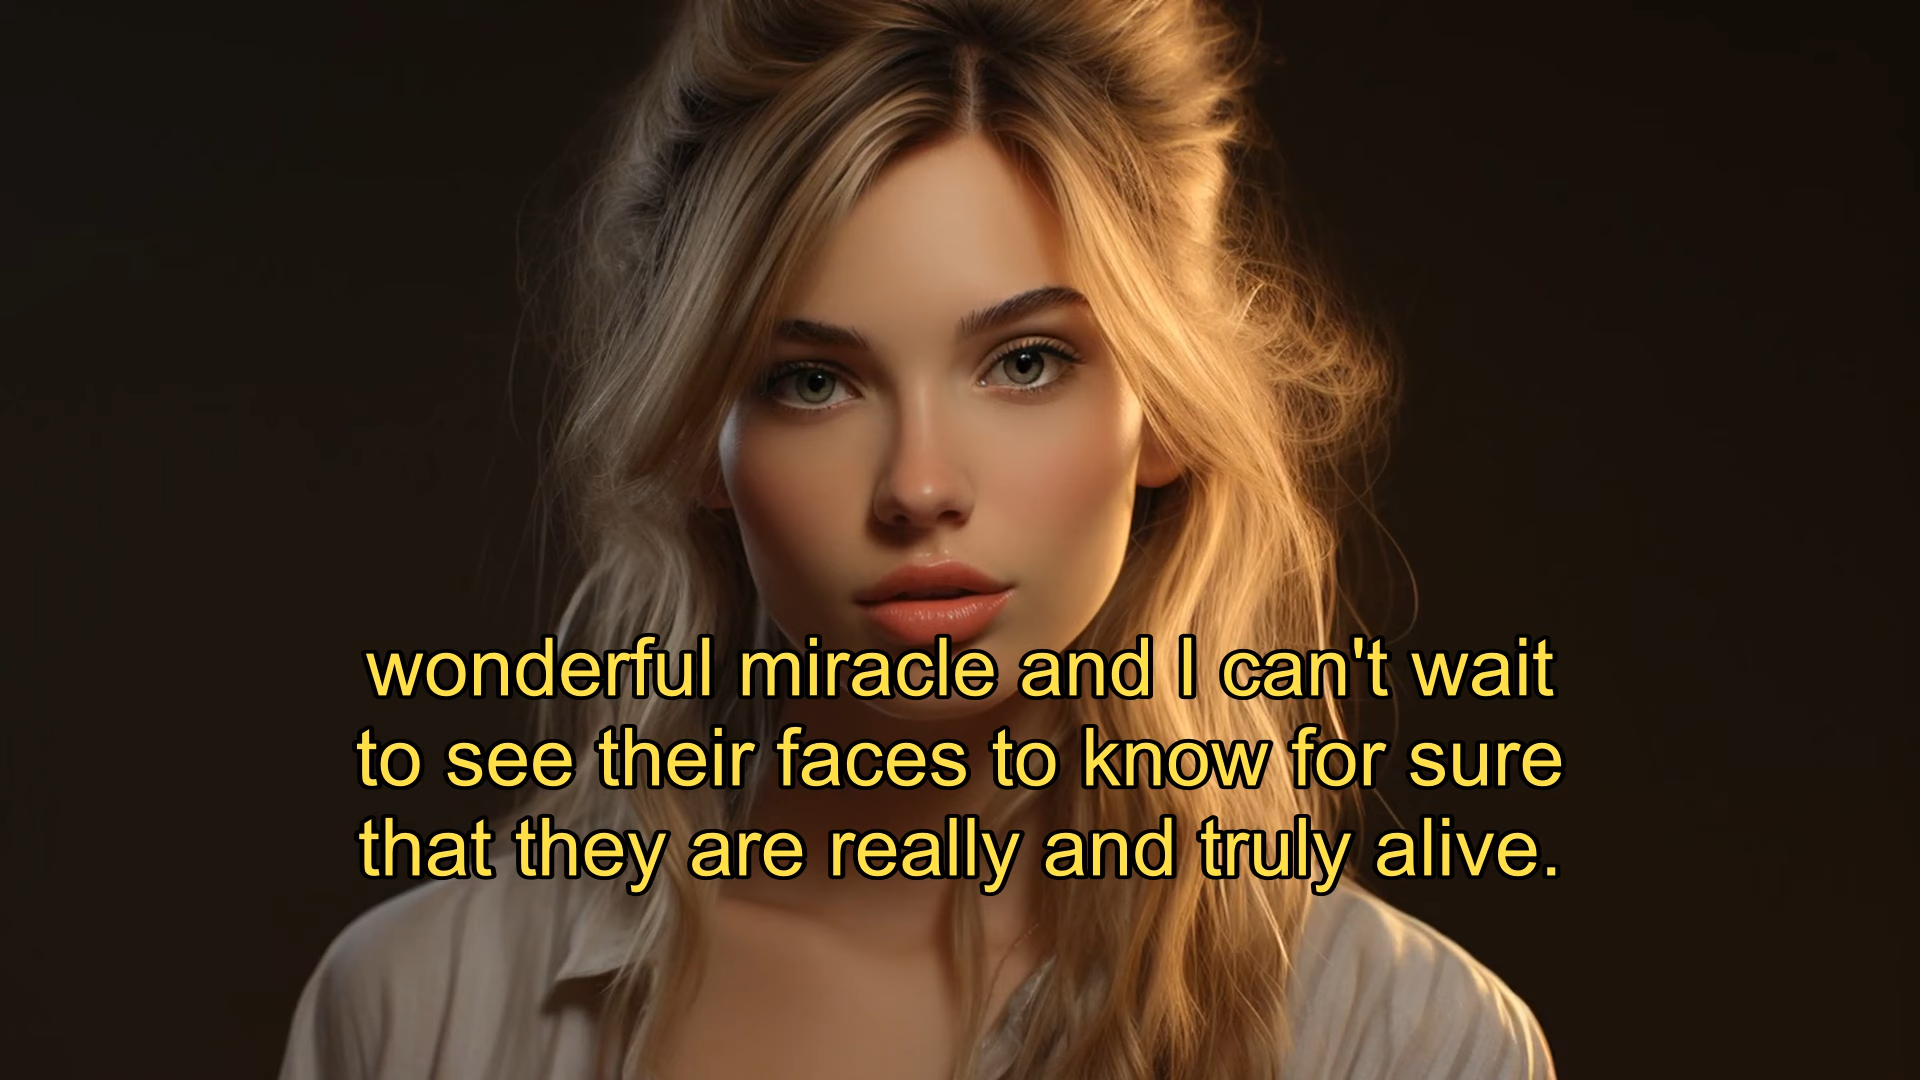 wonderful miracle and I can't wait
to see their faces to know for sure
that they are really and truly alive.